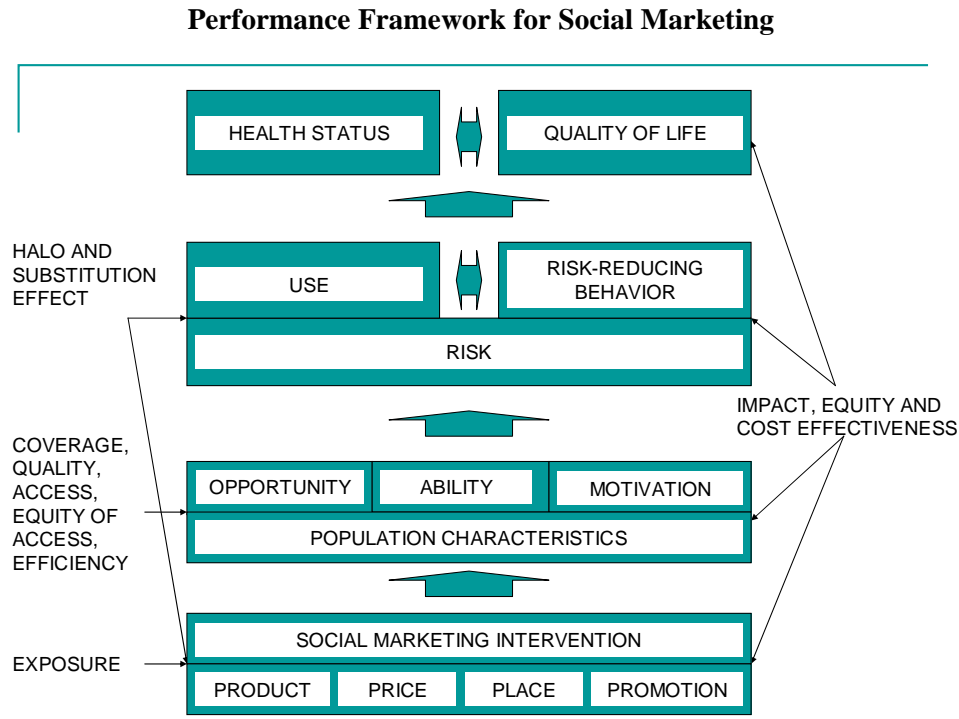 Performance Framework for Social Marketing
HEALTH STATUS
QUALITY OF LIFE
HALO AND
SUBSTITUTION
EFFECT
USE
RISK-REDUCING
BEHAVIOR
RISK
IMPACT, EQUITY AND
COST EFFECTIVENESS
COVERAGE,
QUALITY,
ACCESS,
EQUITY OF
ACCESS,
EFFICIENCY
OPPORTUNITY
ABILITY
MOTIVATION
POPULATION CHARACTERISTICS
SOCIAL MARKETING INTERVENTION
EXPOSURE
PRODUCT
PRICE
PLACE
PROMOTION